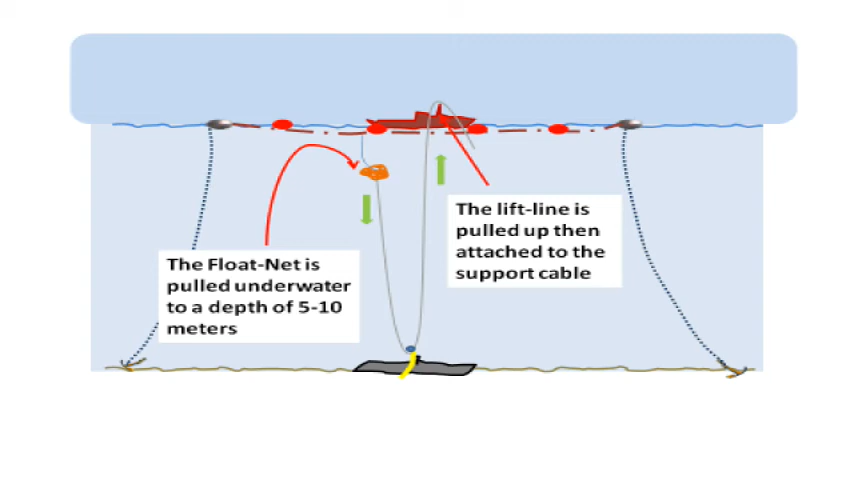 The lift-line is
pulled up then
attached to the
support cable
The Float-Net is
pulled underwater
to a depth of 5-10
meters